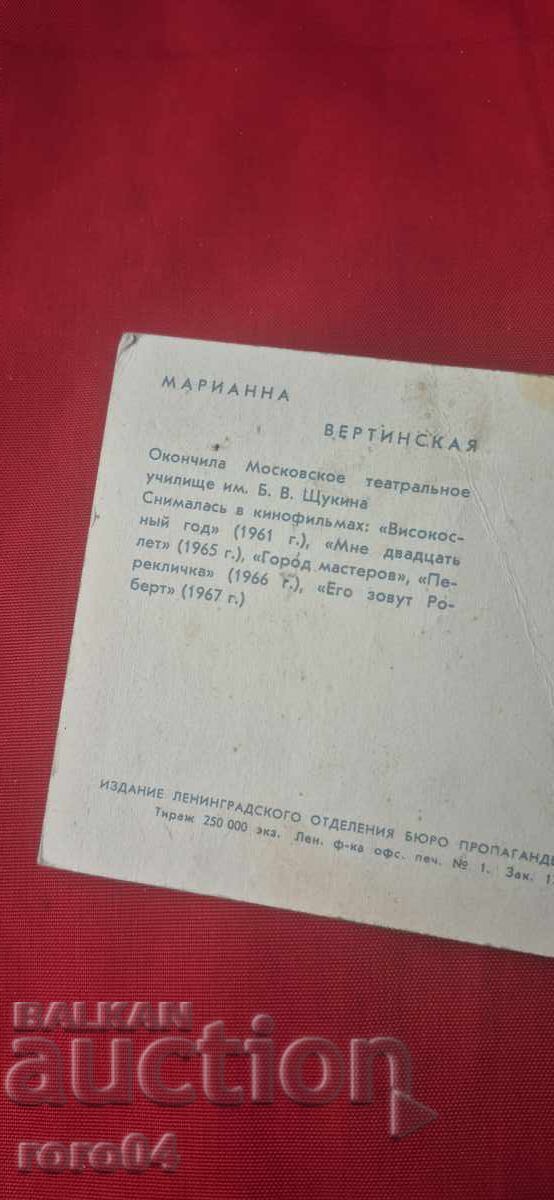 МАРИАННА
ВЕРТИНСКАЯ
Окончила Московское театральное
училище им. Б. В. Щукина
Снималась в кинофильмах: «Високос-
ный год» (1961 г.), «Мне двадцать
лет» (1965 г.), «Город мастеров», «Пе-
рекличка» (1966 г.), «Его зовут Ро-
берт» (1967 г.)
ИЗДАНИЕ ЛЕНИНГРАДСКОГО ОТДЕЛЕНИЯ БЮРО ПРОПАГАНДЫ
Тираж 250 000 экз. Лен. ф-ка офс. печ. № 1. Зак.
BALKAN
auction
roro04